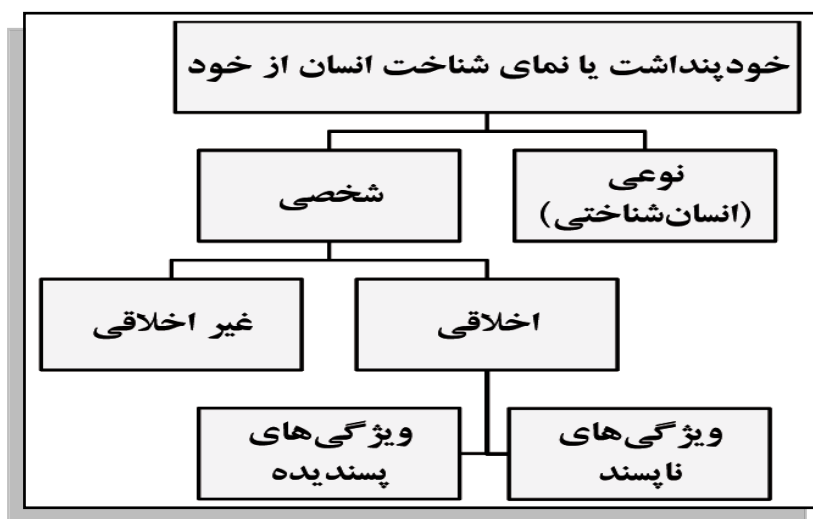 خودپنداشت یا نمای شناخت انسان از خود
نوعی
(انسان‌شناختی)
شخصی
اخلاقی
غیر اخلاقی
ویژگی‌های
ناپسند
ویژگی‌های
پسندیده